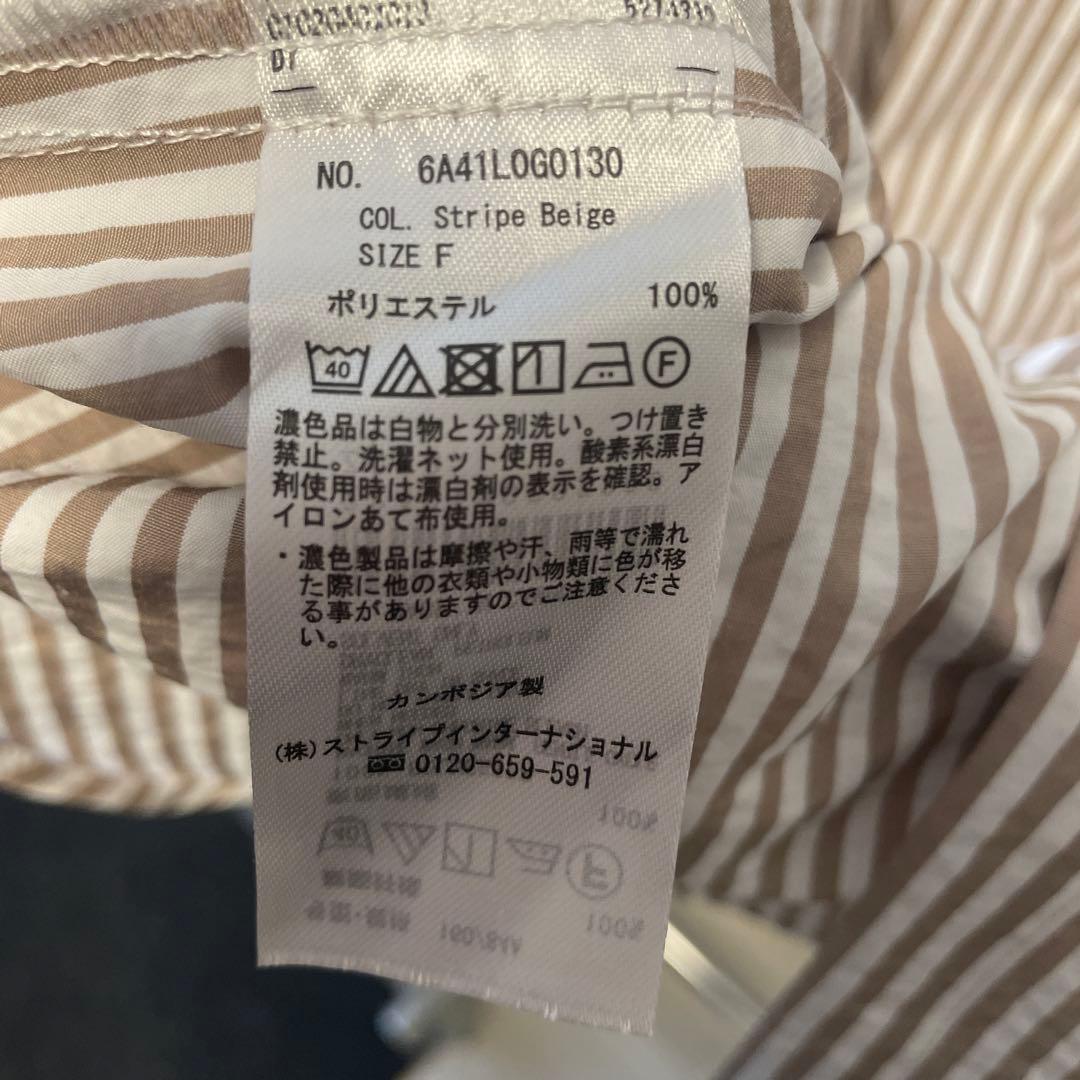 NO. 6A41L0G0130
COL. Stripe Beige
SIZE F
ポリエステル 100%
40 F
濃色品は白物と分別洗い。つけ置き
禁止。洗濯ネット使用。酸素系漂白
剤使用時は漂白剤の表示を確認。ア
イロンあて布使用。
・濃色製品は摩擦や汗、雨等で濡れ
た際に他の衣類や小物類に色が移
る事がありますのでご注意くださ
い。
カンボジア製
(株)ストライプインターナショナル
0120-659-591
100%
40 F
100%